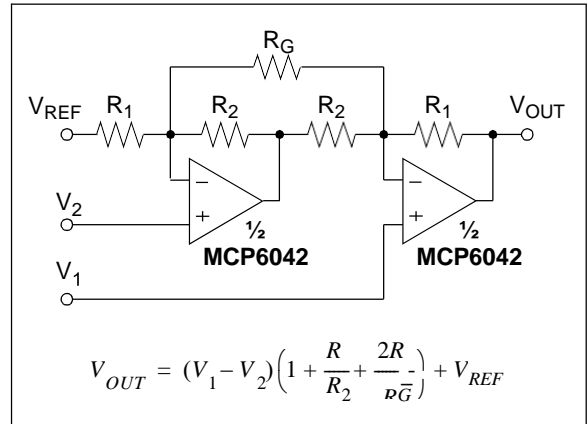 R_G
V_REF R_1 R_2 R_2 R_1 V_OUT
−
+
−
+
V_2
½
MCP6042
½
MCP6042
V_1
V_OUT = (V_1 − V_2)(1 + R/R_2 + 2R/R_G) + V_REF